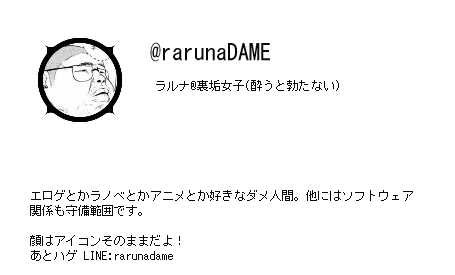 @rarunaDAME
ラルナ@裏垢女子(酔うと勃たない)
エロゲとかラノベとかアニメとか好きなダメ人間。他にはソフトウェア
関係も守備範囲です。
顔はアイコンそのままだよ！
あとハゲ LINE:rarunadame